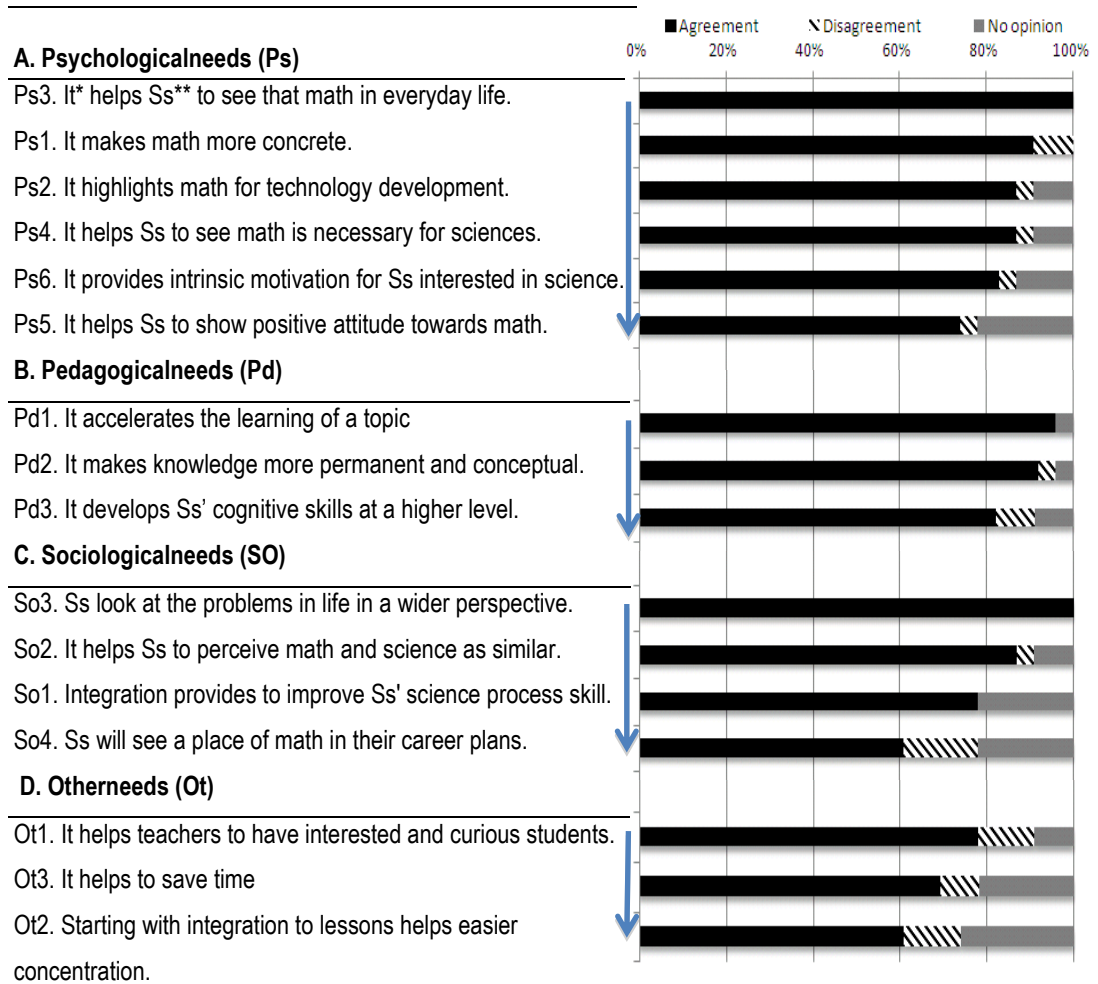 Agreement Disagreement No opinion
0% 20% 40% 60% 80% 100%
A. Psychologicalneeds (Ps)
Ps3. It* helps Ss** to see that math in everyday life.
Ps1. It makes math more concrete.
Ps2. It highlights math for technology development.
Ps4. It helps Ss to see math is necessary for sciences.
Ps6. It provides intrinsic motivation for Ss interested in science.
Ps5. It helps Ss to show positive attitude towards math.
B. Pedagogicalneeds (Pd)
Pd1. It accelerates the learning of a topic
Pd2. It makes knowledge more permanent and conceptual.
Pd3. It develops Ss’ cognitive skills at a higher level.
C. Sociologicalneeds (SO)
So3. Ss look at the problems in life in a wider perspective.
So2. It helps Ss to perceive math and science as similar.
So1. Integration provides to improve Ss' science process skill.
So4. Ss will see a place of math in their career plans.
D. Otherneeds (Ot)
Ot1. It helps teachers to have interested and curious students.
Ot3. It helps to save time
Ot2. Starting with integration to lessons helps easier
concentration.